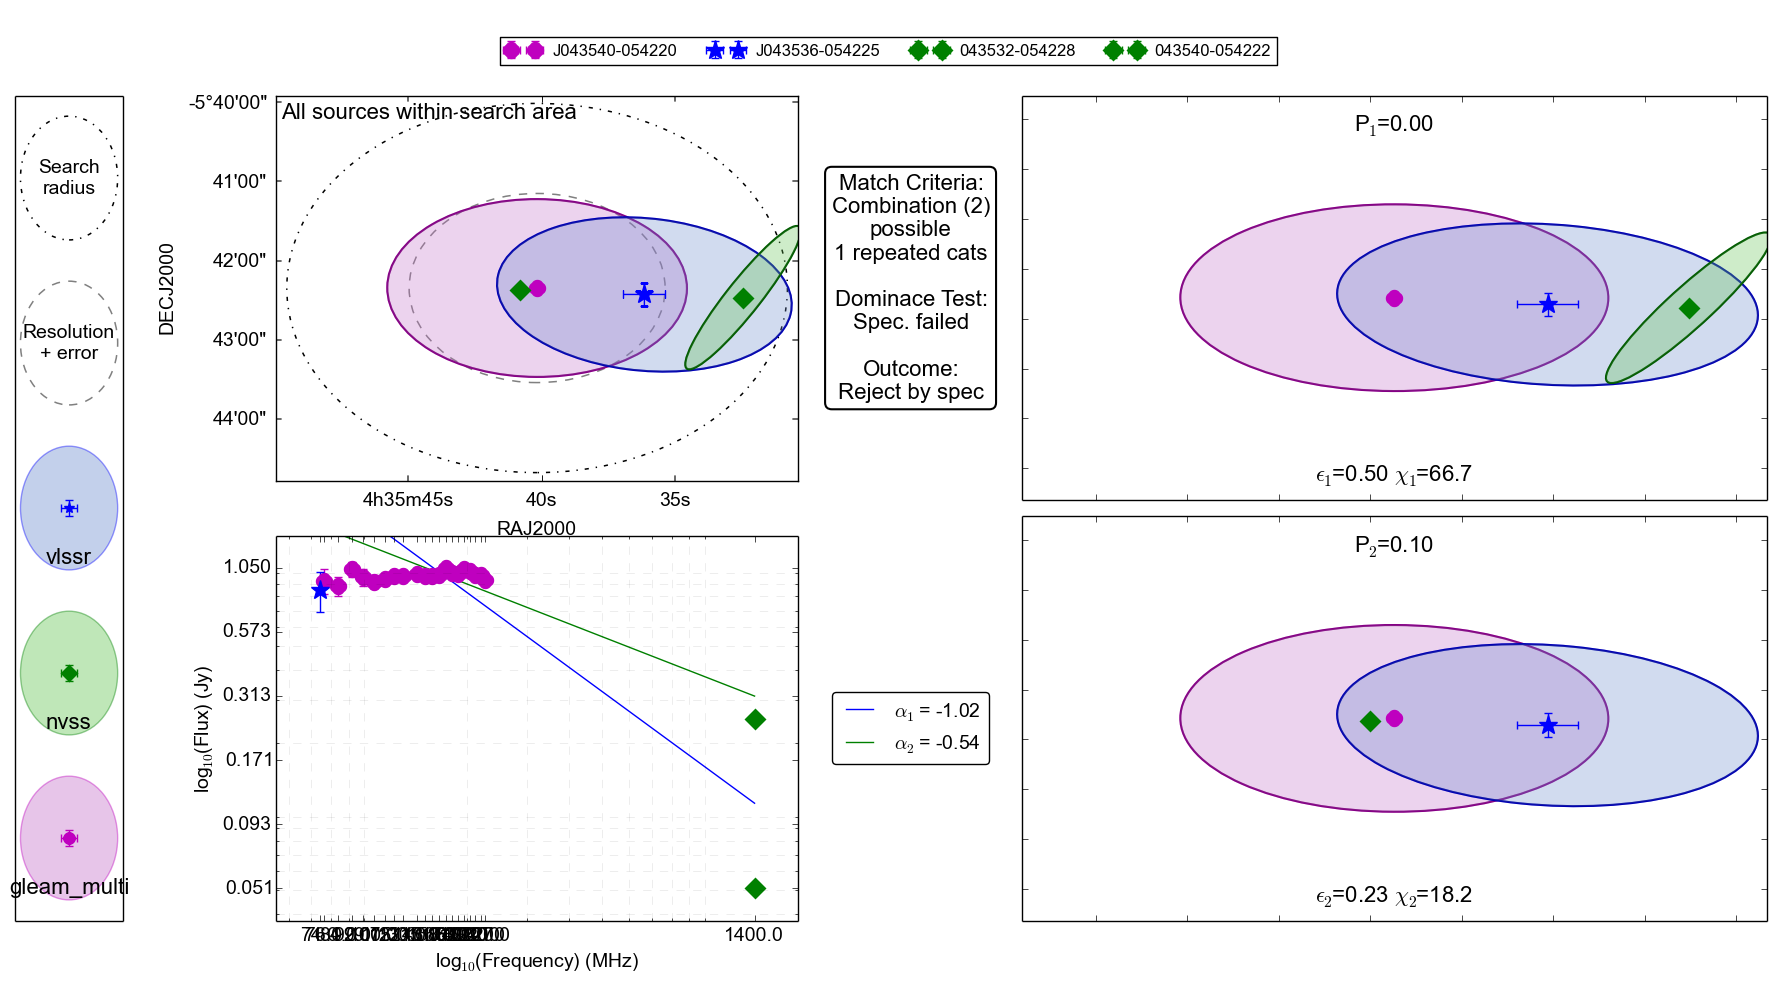 J043540-054220 J043536-054225 043532-054228 043540-054222
Search
radius
Resolution
+ error
vlssr
nvss
gleam_multi
All sources within search area
-5°40'00"
41'00"
42'00"
43'00"
44'00"
DECJ2000
4h35m45s 40s 35s
RAJ2000
Match Criteria:
Combination (2)
possible
1 repeated cats
Dominace Test:
Spec. failed
Outcome:
Reject by spec
P1=0.00
ϵ1=0.50 χ1=66.7
1.050
0.573
0.313
0.171
0.093
0.051
log10(Flux) (Jy)
1400.0
log10(Frequency) (MHz)
α1 = -1.02
α2 = -0.54
P2=0.10
ϵ2=0.23 χ2=18.2